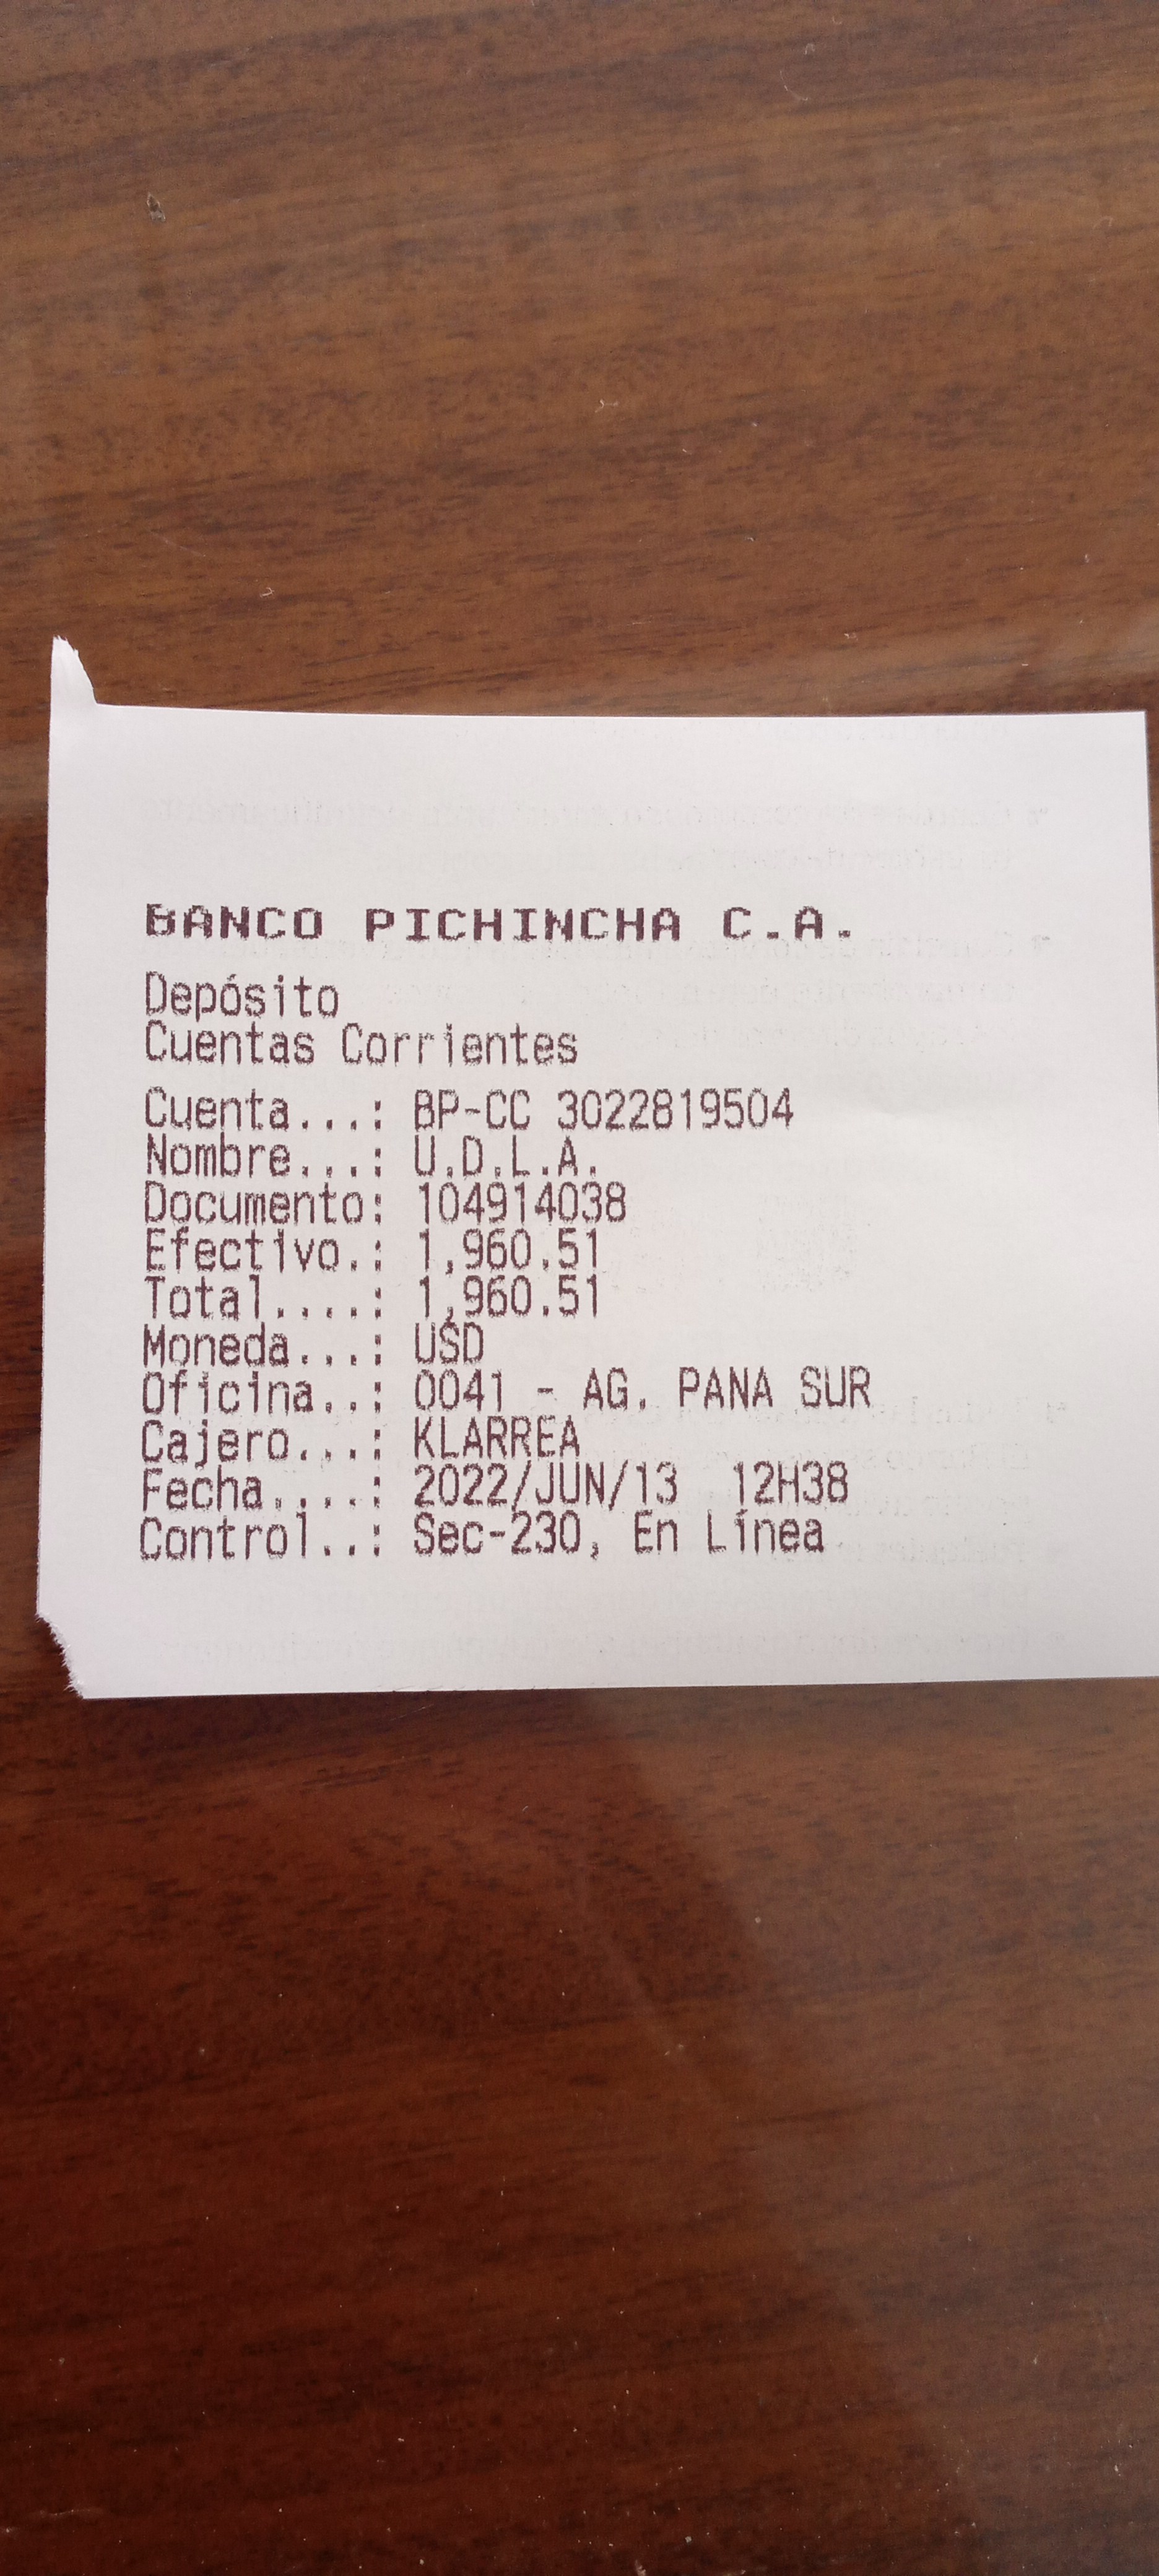 BANCO PICHINCHA C.A.
Depósito
Cuentas Corrientes
Cuenta...: BP-CC 3022819504
Nombre...: U.D.L.A.
Documento: 104914038
Efectivo.: 1,960.51
Total....: 1,960.51
Moneda...: USD
Oficina..: 0041 - AG. PANA SUR
Cajero...: KLARREA
Fecha....: 2022/JUN/13  12H38
Control..: Sec-230, En Línea